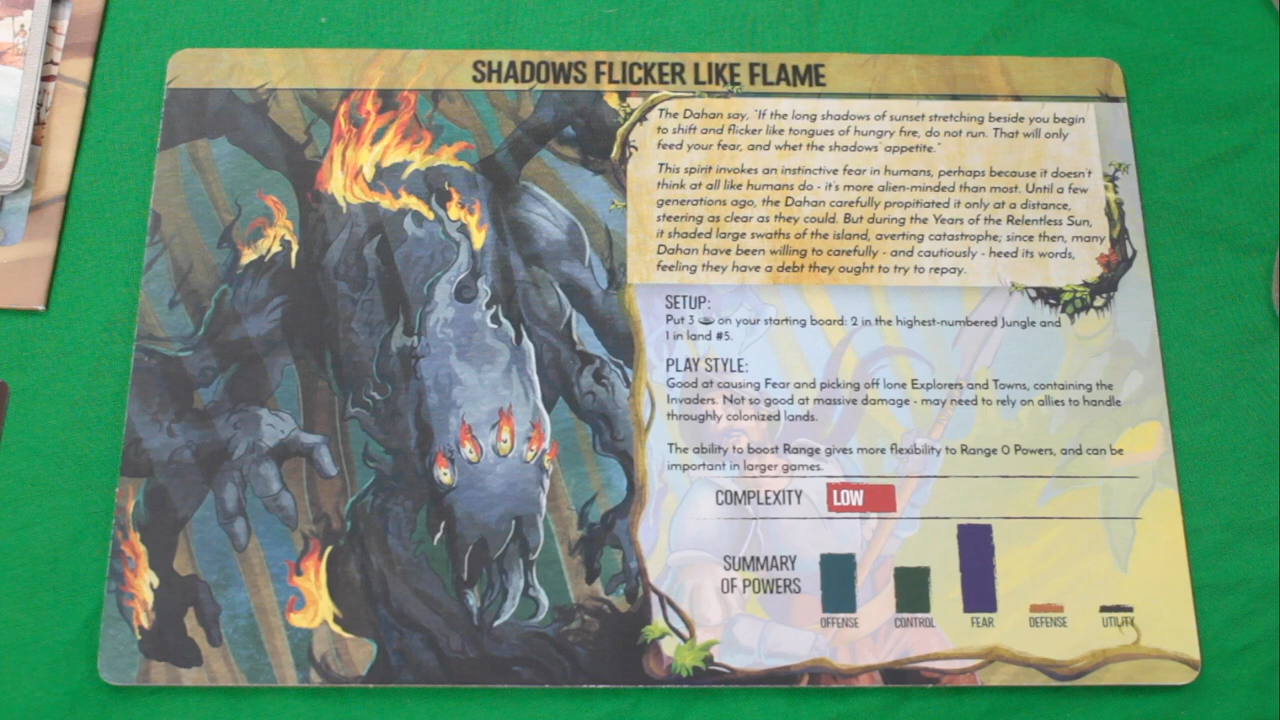 SHADOWS FLICKER LIKE FLAME
The Dahan say, "If the long shadows of sunset stretching beside you begin
to shift and flicker like tongues of hungry fire, do not run. That will only
feed your fear, and whet the shadows' appetite."
This spirit invokes an instinctive fear in humans, perhaps because it doesn't
think at all like humans do - it's more alien-minded than most. Until a few
generations ago, the Dahan carefully propitiated it only at a distance,
steering as clear as they could. But during the Years of the Relentless Sun,
it shaded large swaths of the island, averting catastrophe; since then, many
Dahan have been willing to carefully - and cautiously - heed its words,
feeling they have a debt they ought to try to repay.
SETUP:
Put 3 on your starting board: 2 in the highest-numbered Jungle and
1 in land #5.
PLAY STYLE:
Good at causing Fear and picking off lone Explorers and Towns, containing the
Invaders. Not so good at massive damage - may need to rely on allies to handle
throughly colonized lands.
The ability to boost Range gives more flexibility to Range 0 Powers, and can be
important in larger games.
COMPLEXITY LOW
SUMMARY
OF POWERS
OFFENSE CONTROL FEAR DEFENSE UTILITY